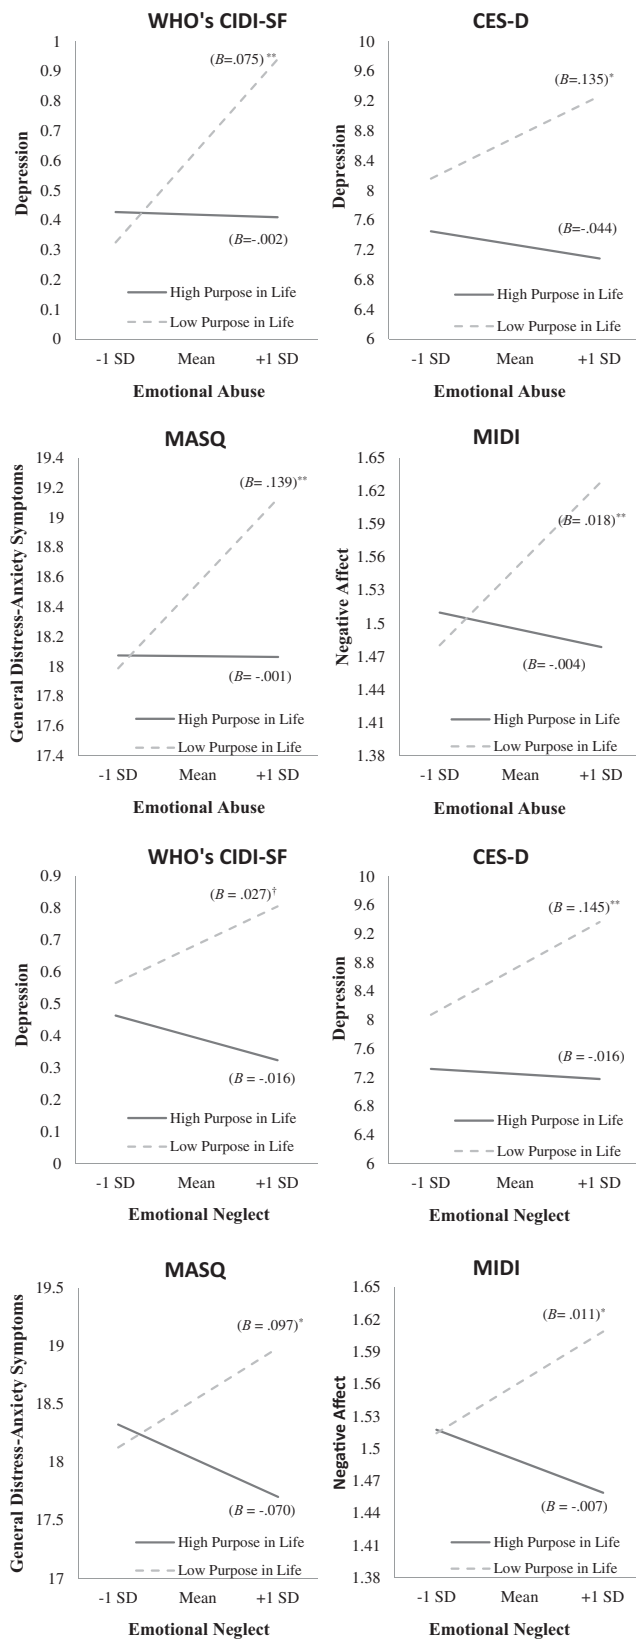 WHO's CIDI-SF
1
0.9
0.8
0.7
0.6
0.5
0.4
0.3
0.2
0.1
0
Depression
(B=.075)**
(B=-.002)
High Purpose in Life
Low Purpose in Life
-1 SD Mean +1 SD
Emotional Abuse
CES-D
10
9.6
9.2
8.8
8.4
8
7.6
7.2
6.8
6.4
6
Depression
(B=.135)*
(B=-.044)
High Purpose in Life
Low Purpose in Life
-1 SD Mean +1 SD
Emotional Abuse
MASQ
19.4
19.2
19
18.8
18.6
18.4
18.2
18
17.8
17.6
17.4
General Distress-Anxiety Symptoms
(B= .139)**
(B= -.001)
High Purpose in Life
Low Purpose in Life
-1 SD Mean +1 SD
Emotional Abuse
MIDI
1.65
1.62
1.59
1.56
1.53
1.5
1.47
1.44
1.41
1.38
Negative Affect
(B= .018)**
(B= -.004)
High Purpose in Life
Low Purpose in Life
-1 SD Mean +1 SD
Emotional Abuse
WHO's CIDI-SF
0.9
0.8
0.7
0.6
0.5
0.4
0.3
0.2
0.1
0
Depression
(B = .027)†
(B = -.016)
High Purpose in Life
Low Purpose in Life
-1 SD Mean +1 SD
Emotional Neglect
CES-D
10
9.6
9.2
8.8
8.4
8
7.6
7.2
6.8
6.4
6
Depression
(B = .145)**
(B = -.016)
High Purpose in Life
Low Purpose in Life
-1 SD Mean +1 SD
Emotional Neglect
MASQ
19.5
19
18.5
18
17.5
17
General Distress-Anxiety Symptoms
(B = .097)*
(B = -.070)
High Purpose in Life
Low Purpose in Life
-1 SD Mean +1 SD
Emotional Neglect
MIDI
1.65
1.62
1.59
1.56
1.53
1.5
1.47
1.44
1.41
1.38
Negative Affect
(B= .011)*
(B = -.007)
High Purpose in Life
Low Purpose in Life
-1 SD Mean +1 SD
Emotional Neglect